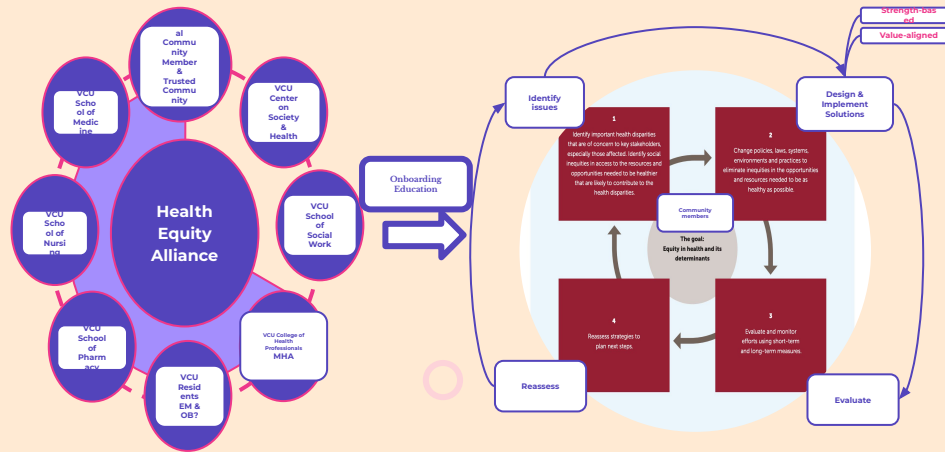 al
Commu
nity
Member
&
Trusted
Commu
nity
VCU
Scho
ol of
Medic
ine
VCU
Center
on
Society
&
Health
VCU
Scho
ol of
Nursi
ng
Health
Equity
Alliance
VCU
School
of
Social
Work
VCU
School
of
Pharm
acy
VCU College of
Health
Professionals
MHA
VCU
Resid
ents
EM &
OB?
Onboarding
Education
Strength-bas
ed
Value-aligned
Identify
issues
Design &
Implement
Solutions
1
Identify important health disparities
that are of concern to key stakeholders,
especially those affected. Identify social
inequities in access to the resources and
opportunities needed to be healthier
that are likely to contribute to the
health disparities.
2
Change policies, laws, systems,
environments and practices to
eliminate inequities in the opportunities
and resources needed to be as
healthy as possible.
Community
members
The goal:
Equity in health and its
determinants
4
Reassess strategies to
plan next steps.
3
Evaluate and monitor
efforts using short-term
and long-term measures.
Reassess
Evaluate